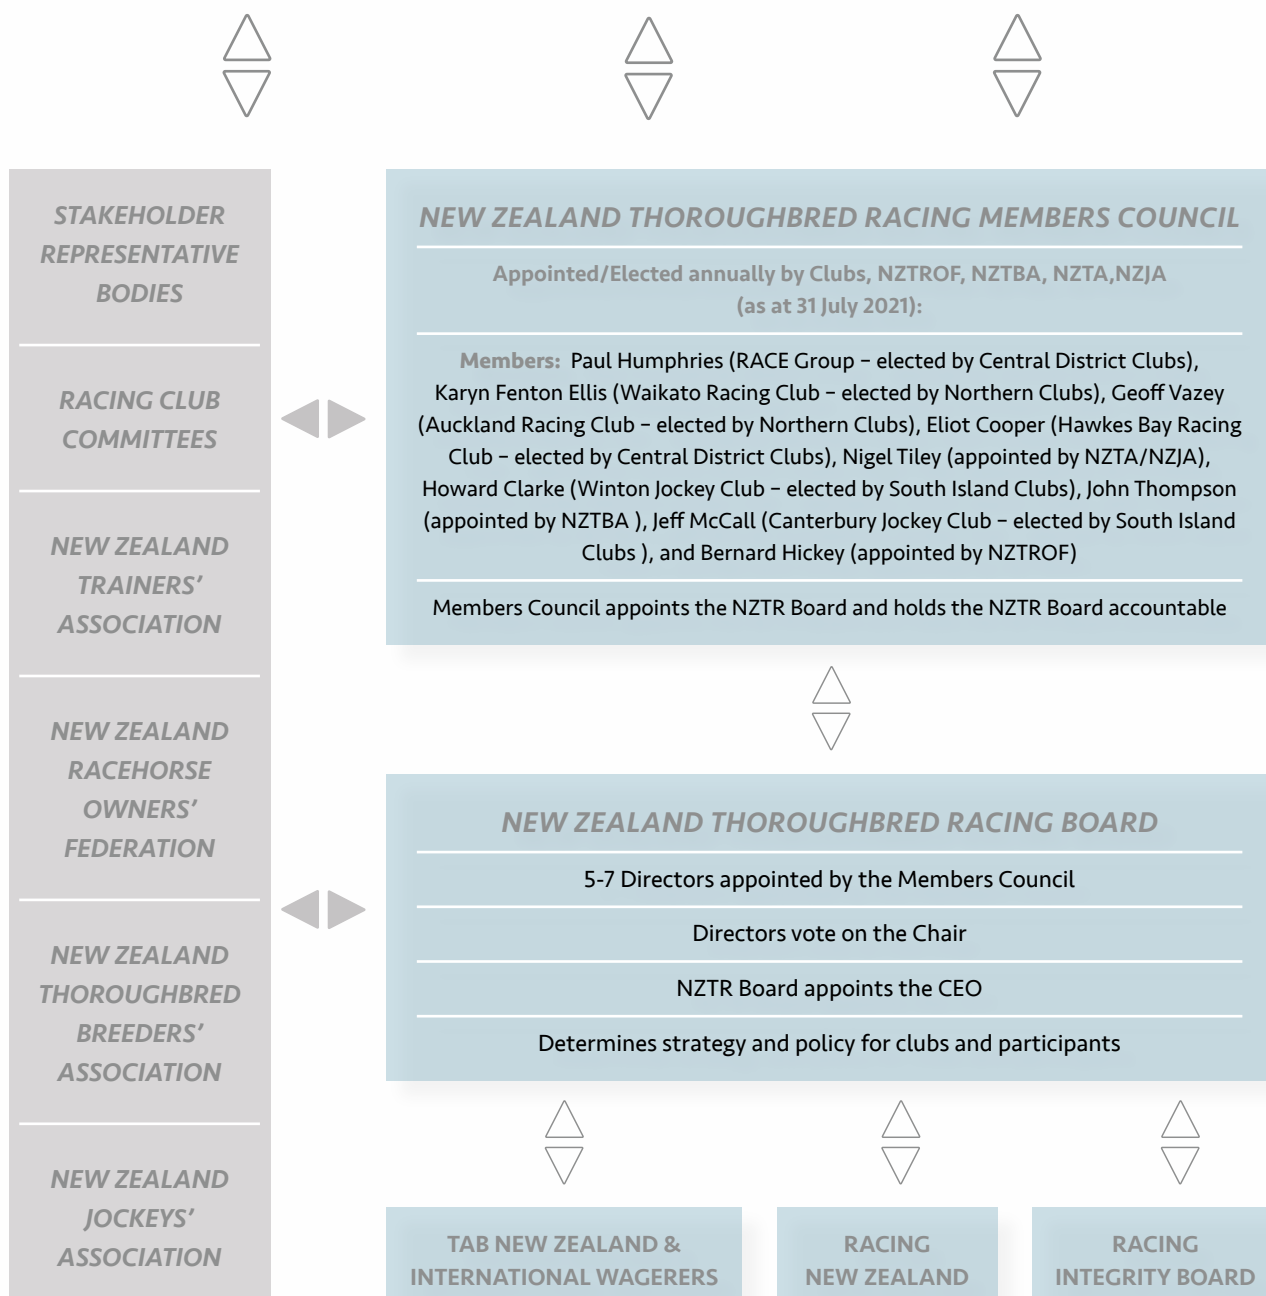 STAKEHOLDER
REPRESENTATIVE
BODIES
RACING CLUB
COMMITTEES
NEW ZEALAND
TRAINERS’
ASSOCIATION
NEW ZEALAND
RACEHORSE
OWNERS’
FEDERATION
NEW ZEALAND
THOROUGHBRED
BREEDERS’
ASSOCIATION
NEW ZEALAND
JOCKEYS’
ASSOCIATION
NEW ZEALAND THOROUGHBRED RACING MEMBERS COUNCIL
Appointed/Elected annually by Clubs, NZTROF, NZTBA, NZTA,NZJA
(as at 31 July 2021):
Members: Paul Humphries (RACE Group – elected by Central District Clubs),
Karyn Fenton Ellis (Waikato Racing Club – elected by Northern Clubs), Geoff Vazey
(Auckland Racing Club – elected by Northern Clubs), Eliot Cooper (Hawkes Bay Racing
Club – elected by Central District Clubs), Nigel Tiley (appointed by NZTA/NZJA),
Howard Clarke (Winton Jockey Club – elected by South Island Clubs), John Thompson
(appointed by NZTBA ), Jeff McCall (Canterbury Jockey Club – elected by South Island
Clubs ), and Bernard Hickey (appointed by NZTROF)
Members Council appoints the NZTR Board and holds the NZTR Board accountable
NEW ZEALAND THOROUGHBRED RACING BOARD
5-7 Directors appointed by the Members Council
Directors vote on the Chair
NZTR Board appoints the CEO
Determines strategy and policy for clubs and participants
TAB NEW ZEALAND &
INTERNATIONAL WAGERERS
RACING
NEW ZEALAND
RACING
INTEGRITY BOARD